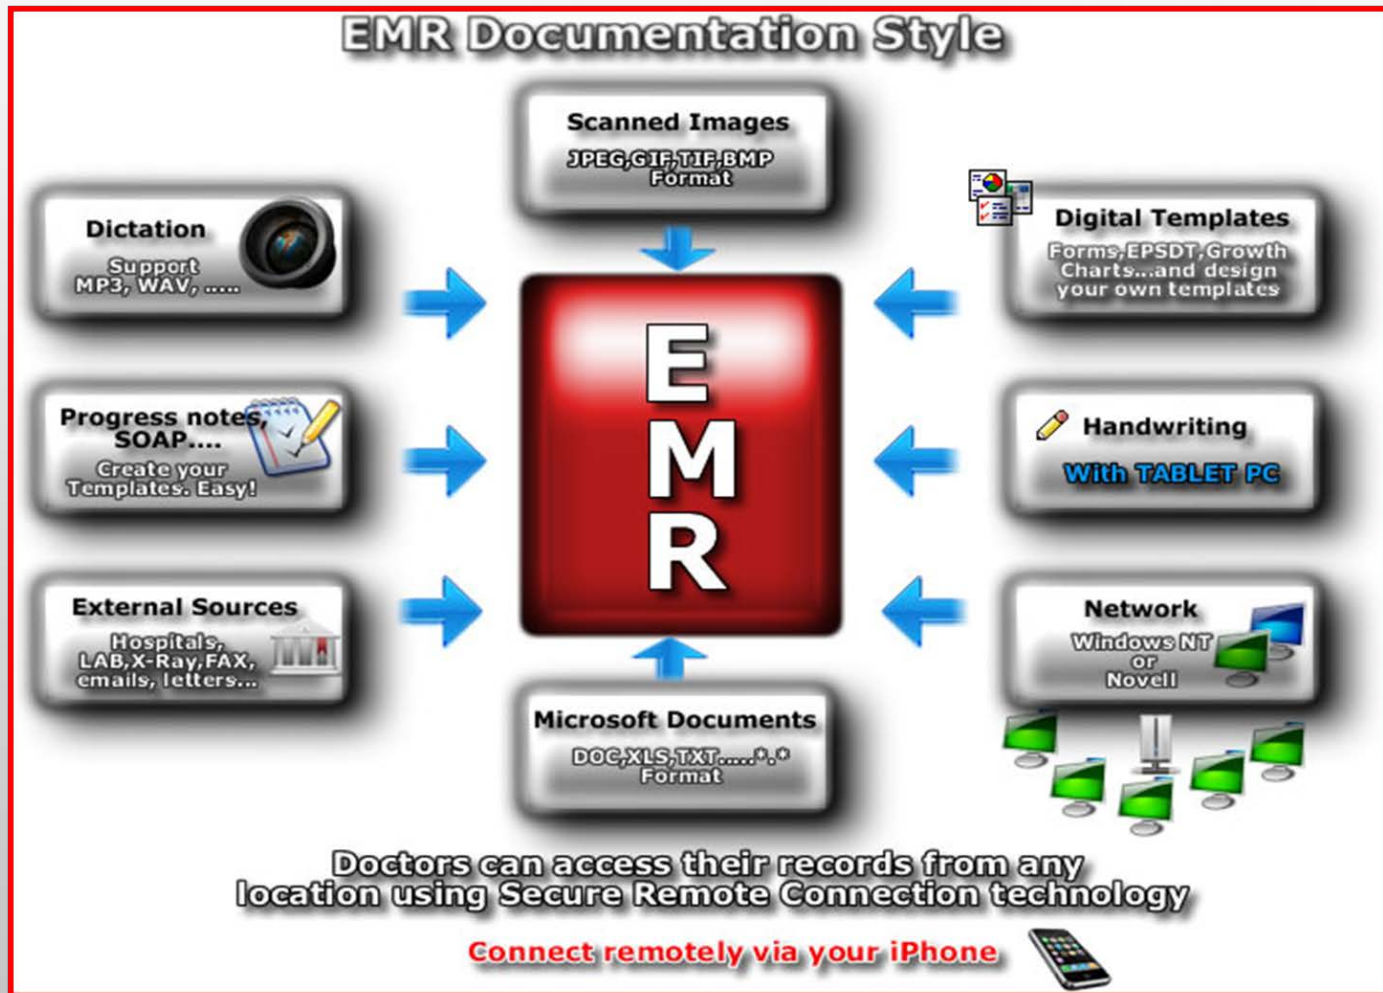 EMR Documentation Style
Scanned Images
JPEG,GIF,TIF,BMP
Format
Dictation
Support
MP3, WAV, .....
Digital Templates
Forms,EPSDT,Growth
Charts...and design
your own templates
Progress notes,
SOAP....
Create your
Templates. Easy!
E
M
R
Handwriting
With TABLET PC
External Sources
Hospitals,
LAB,X-Ray,FAX,
emails, letters...
Network
Windows NT
or
Novell
Microsoft Documents
DOC,XLS,TXT.....*.*
Format
Doctors can access their records from any
location using Secure Remote Connection technology
Connect remotely via your iPhone